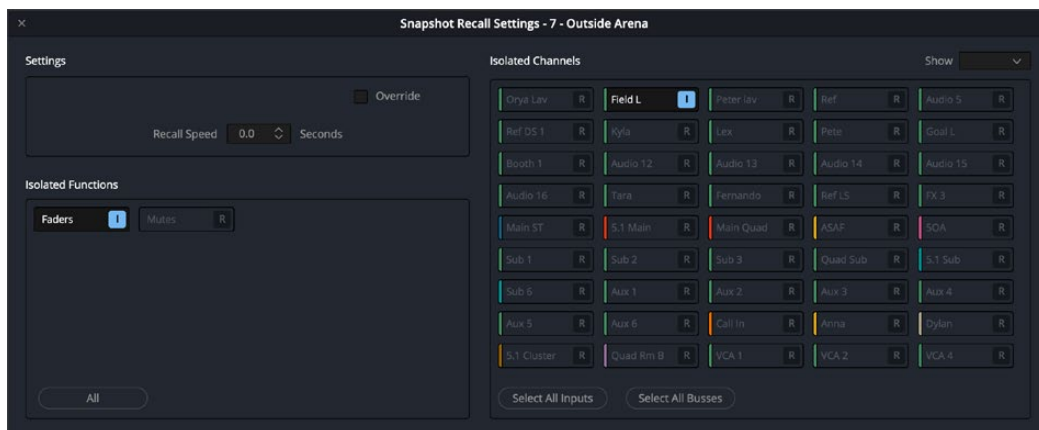 × Snapshot Recall Settings - 7 - Outside Arena
Settings
Override
Recall Speed 0.0 Seconds
Isolated Functions
Faders I Mutes R
All
Isolated Channels Show
Orya Lav R Field L I Peter lav R Ref R Audio 5 R
Ref DS 1 R Kyla R Lex R Pete R Goal L R
Booth 1 R Audio 12 R Audio 13 R Audio 14 R Audio 15 R
Audio 16 R Tara R Fernando R Ref LS R FX 3 R
Main ST R 5.1 Main R Main Quad R ASAF R SOA R
Sub 1 R Sub 2 R Sub 3 R Quad Sub R 5.1 Sub R
Sub 6 R Aux 1 R Aux 2 R Aux 3 R Aux 4 R
Aux 5 R Aux 6 R Call In R Anna R Dylan R
5.1 Cluster R Quad Rm B R VCA 1 R VCA 2 R VCA 4 R
Select All Inputs Select All Busses